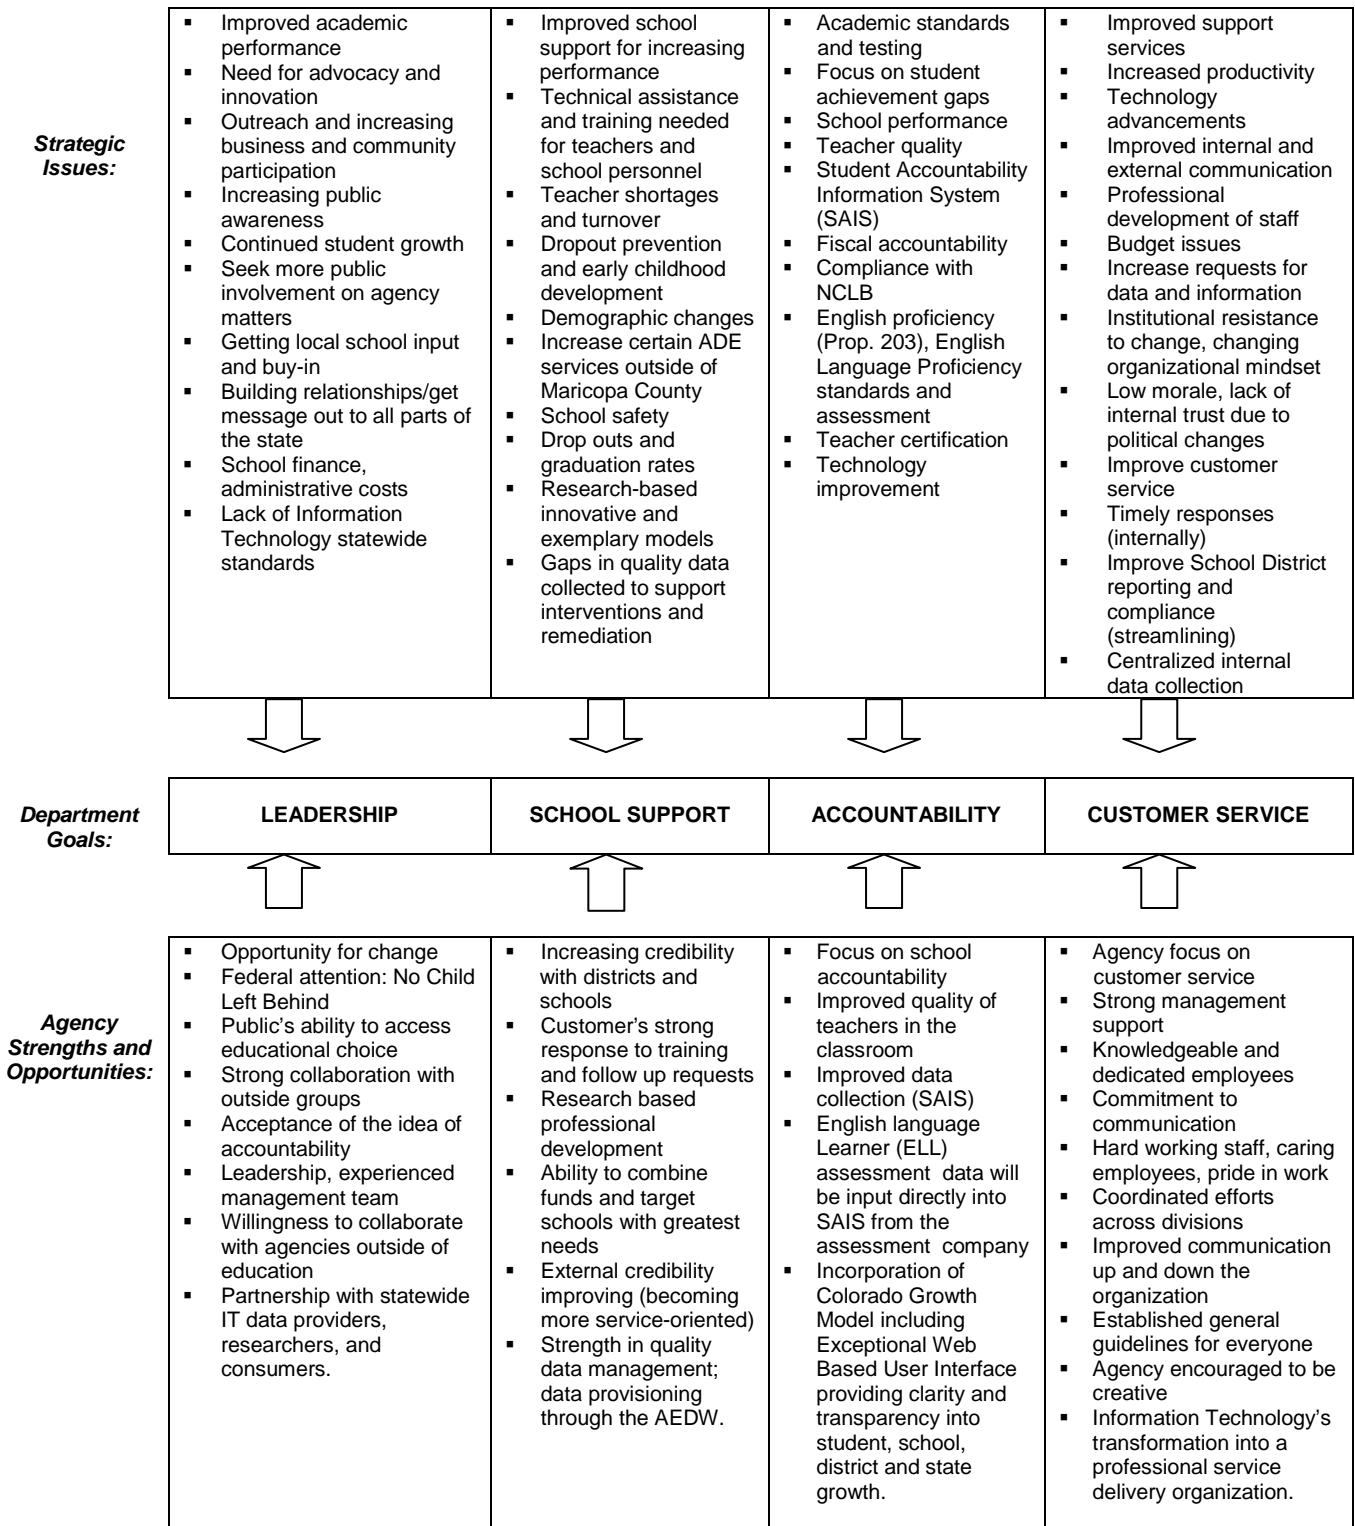 Strategic
Issues:
▪ Improved academic
performance
▪ Need for advocacy and
innovation
▪ Outreach and increasing
business and community
participation
▪ Increasing public
awareness
▪ Continued student growth
▪ Seek more public
involvement on agency
matters
▪ Getting local school input
and buy-in
▪ Building relationships/get
message out to all parts of
the state
▪ School finance,
administrative costs
▪ Lack of Information
Technology statewide
standards
▪ Improved school
support for increasing
performance
▪ Technical assistance
and training needed
for teachers and
school personnel
▪ Teacher shortages
and turnover
▪ Dropout prevention
and early childhood
development
▪ Demographic changes
▪ Increase certain ADE
services outside of
Maricopa County
▪ School safety
▪ Drop outs and
graduation rates
▪ Research-based
innovative and
exemplary models
▪ Gaps in quality data
collected to support
interventions and
remediation
▪ Academic standards
and testing
▪ Focus on student
achievement gaps
▪ School performance
▪ Teacher quality
▪ Student Accountability
Information System
(SAIS)
▪ Fiscal accountability
▪ Compliance with
NCLB
▪ English proficiency
(Prop. 203), English
Language Proficiency
standards and
assessment
▪ Teacher certification
▪ Technology
improvement
▪ Improved support
services
▪ Increased productivity
▪ Technology
advancements
▪ Improved internal and
external communication
▪ Professional
development of staff
▪ Budget issues
▪ Increase requests for
data and information
▪ Institutional resistance
to change, changing
organizational mindset
▪ Low morale, lack of
internal trust due to
political changes
▪ Improve customer
service
▪ Timely responses
(internally)
▪ Improve School District
reporting and
compliance
(streamlining)
▪ Centralized internal
data collection
Department
Goals:
LEADERSHIP
SCHOOL SUPPORT
ACCOUNTABILITY
CUSTOMER SERVICE
Agency
Strengths and
Opportunities:
▪ Opportunity for change
▪ Federal attention: No Child
Left Behind
▪ Public's ability to access
educational choice
▪ Strong collaboration with
outside groups
▪ Acceptance of the idea of
accountability
▪ Leadership, experienced
management team
▪ Willingness to collaborate
with agencies outside of
education
▪ Partnership with statewide
IT data providers,
researchers, and
consumers.
▪ Increasing credibility
with districts and
schools
▪ Customer's strong
response to training
and follow up requests
▪ Research based
professional
development
▪ Ability to combine
funds and target
schools with greatest
needs
▪ External credibility
improving (becoming
more service-oriented)
▪ Strength in quality
data management;
data provisioning
through the AEDW.
▪ Focus on school
accountability
▪ Improved quality of
teachers in the
classroom
▪ Improved data
collection (SAIS)
▪ English language
Learner (ELL)
assessment data will
be input directly into
SAIS from the
assessment company
▪ Incorporation of
Colorado Growth
Model including
Exceptional Web
Based User Interface
providing clarity and
transparency into
student, school,
district and state
growth.
▪ Agency focus on
customer service
▪ Strong management
support
▪ Knowledgeable and
dedicated employees
▪ Commitment to
communication
▪ Hard working staff, caring
employees, pride in work
▪ Coordinated efforts
across divisions
▪ Improved communication
up and down the
organization
▪ Established general
guidelines for everyone
▪ Agency encouraged to be
creative
▪ Information Technology's
transformation into a
professional service
delivery organization.